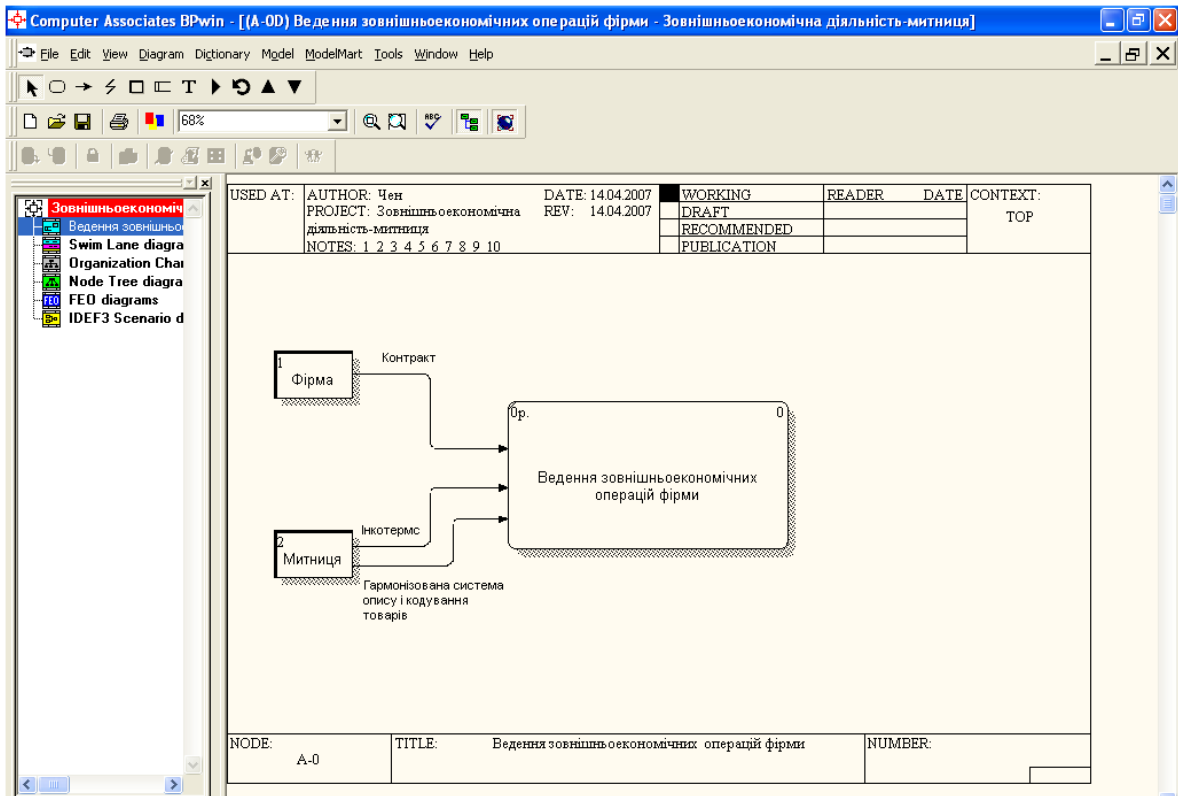 Computer Associates BPwin - [(A-0D) Ведення зовнішньоекономічних операцій фірми - Зовнішньоекономічна діяльність-митниця]
File Edit View Diagram Dictionary Model ModelMart Tools Window Help
T
68%
ABC
Зовнішньоекономіч
Ведення зовнішньо
Swim Lane diagra
Organization Char
Node Tree diagra
FEO diagrams
IDEF3 Scenario d
USED AT: AUTHOR: Чен DATE: 14.04.2007 WORKING READER DATE CONTEXT:
PROJECT: Зовнішньоекономічна REV: 14.04.2007 DRAFT TOP
діяльність-митниця RECOMMENDED
NOTES: 1 2 3 4 5 6 7 8 9 10 PUBLICATION
Контракт
1
Фірма
0р. 0
Ведення зовнішньоекономічних
операцій фірми
Інкотермс
2
Митниця
Гармонізована система
опису і кодування
товарів
NODE: TITLE: Ведення зовнішньоекономічних операцій фірми NUMBER:
A-0